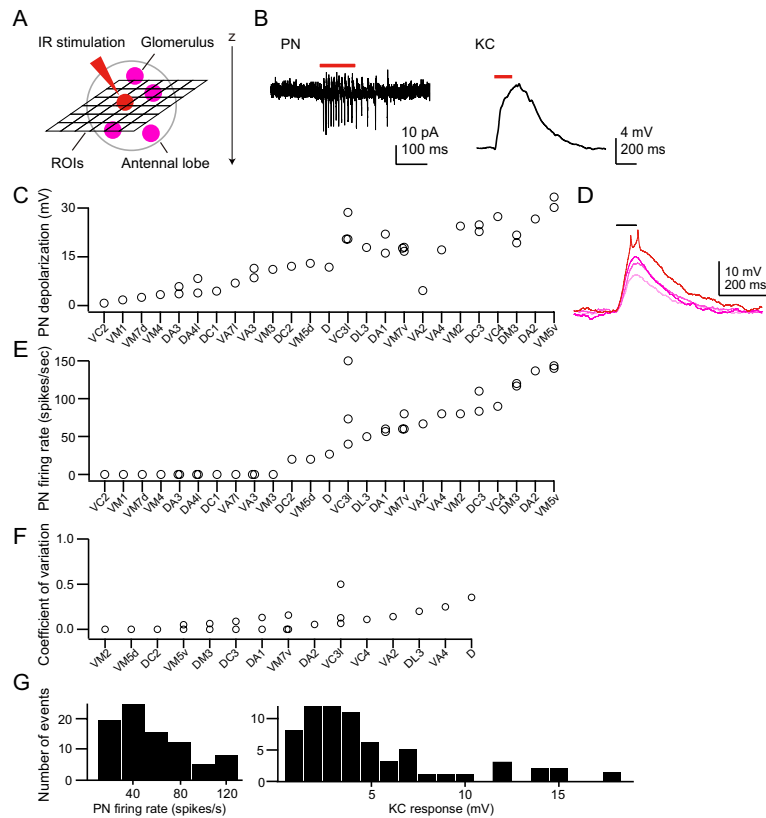 A
IR stimulation
Glomerulus
z
ROIs
Antennal lobe
B
PN
KC
10 pA
100 ms
4 mV
200 ms
C
PN depolarization (mV)
30
15
0
VC2 VM1 VM7d VM4 DA3 DA4l DC1 VA7l VA3 VM3 DC2 VM5d D VC3l DL3 DA1 VM7v VA2 VA4 VM2 DC3 VC4 DM3 DA2 VM5v
D
10 mV
200 ms
E
PN firing rate (spikes/sec)
150
100
50
0
VC2 VM1 VM7d VM4 DA3 DA4l DC1 VA7l VA3 VM3 DC2 VM5d D VC3l DL3 DA1 VM7v VA2 VA4 VM2 DC3 VC4 DM3 DA2 VM5v
F
Coefficient of variation
1.0
0.5
0.0
VM2 VM5d DC2 VM5v DM3 DC3 DA1 VM7v DA2 VC3l VC4 VA2 DL3 VA4 D
G
Number of events
20
10
0
40 80 120
PN firing rate (spikes/s)
10
5
0
5 10 15
KC response (mV)